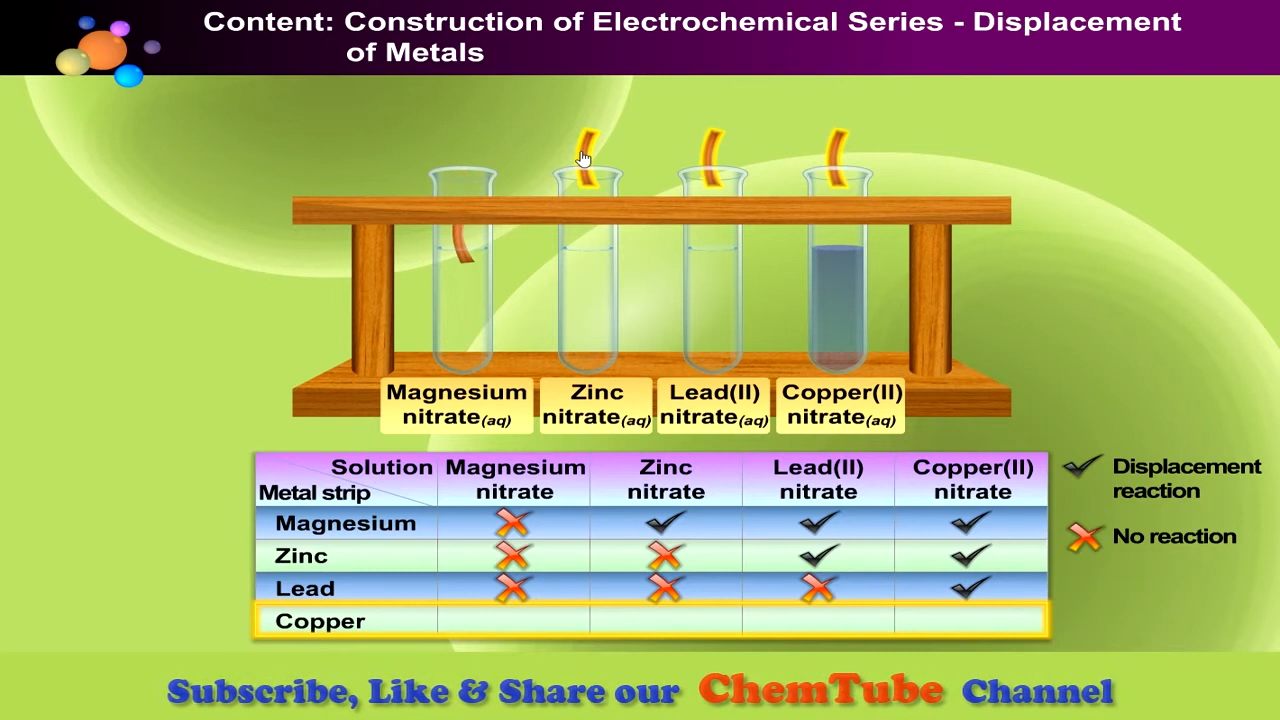 Content: Construction of Electrochemical Series - Displacement
of Metals
Magnesium
nitrate(aq)
Zinc
nitrate(aq)
Lead(II)
nitrate(aq)
Copper(II)
nitrate(aq)
Solution
Metal strip
Magnesium
nitrate
Zinc
nitrate
Lead(II)
nitrate
Copper(II)
nitrate
Magnesium
Zinc
Lead
Copper
Displacement
reaction
No reaction
Subscribe, Like & Share our ChemTube Channel